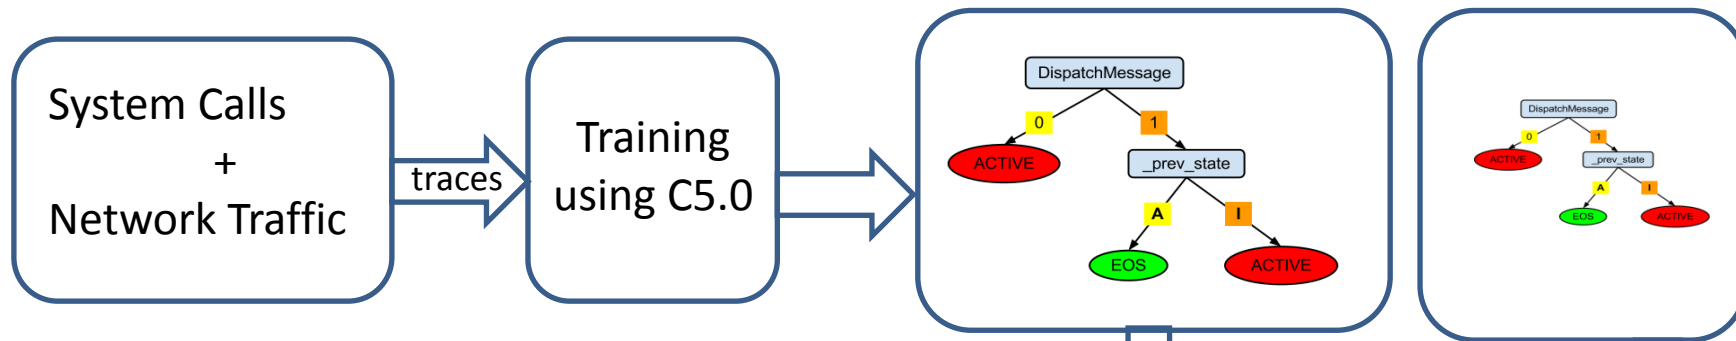 System Calls
+
Network Traffic
traces
Training
using C5.0
DispatchMessage
0 1
ACTIVE
_prev_state
A I
EOS ACTIVE
DispatchMessage
0 1
ACTIVE
_prev_state
A I
EOS ACTIVE